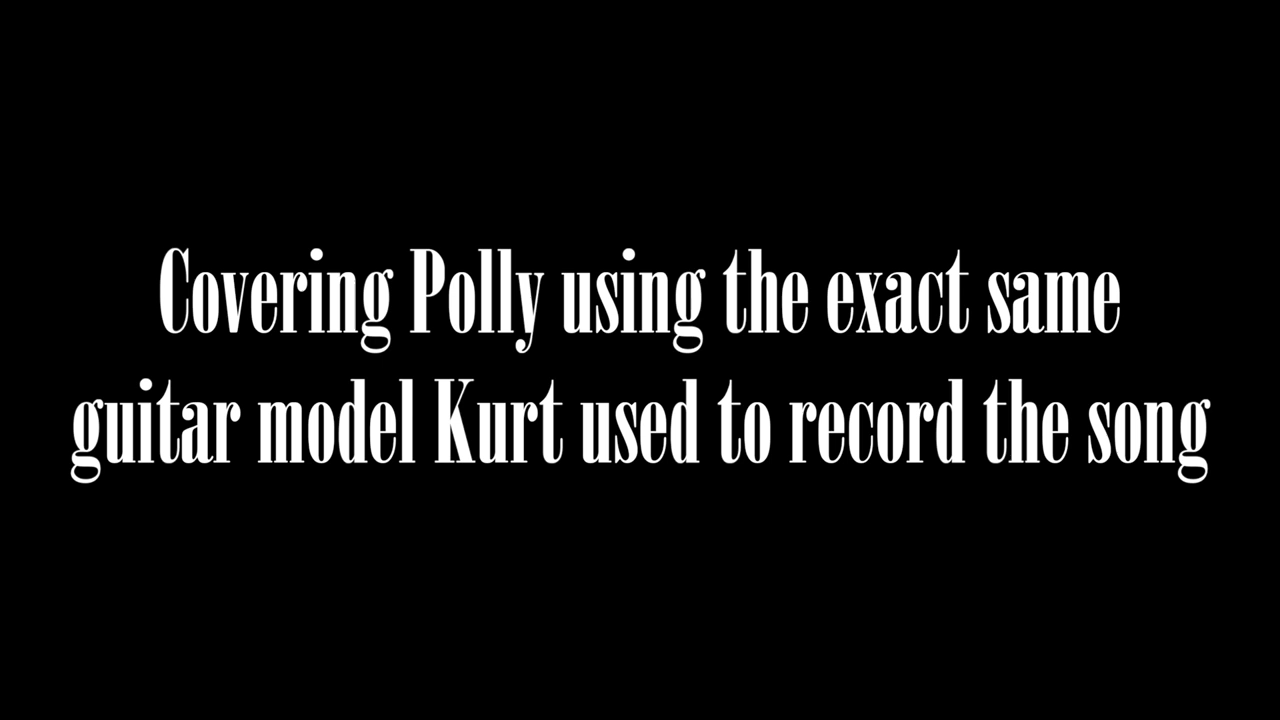 Covering Polly using the exact same
guitar model Kurt used to record the song